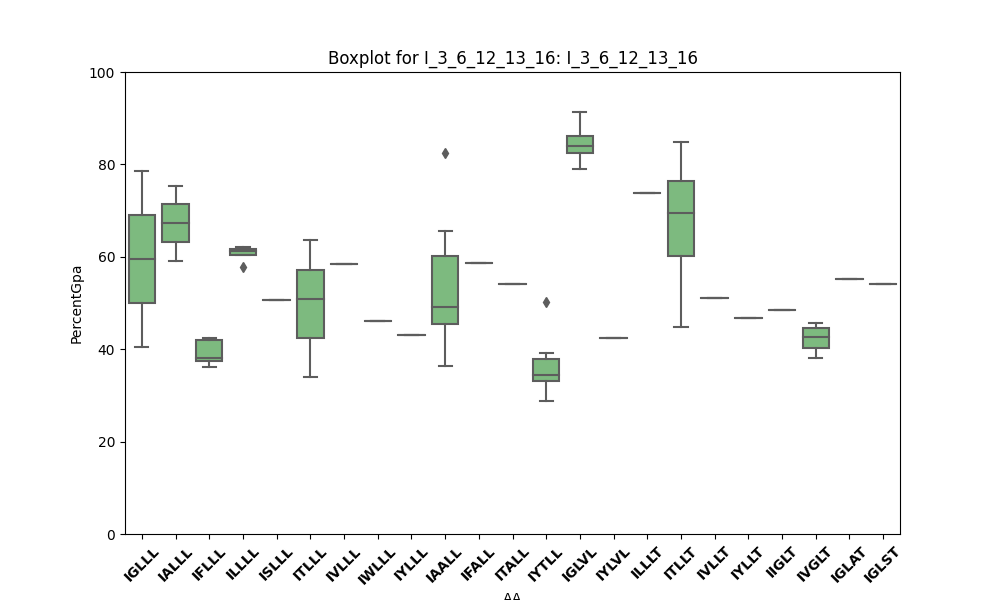 Boxplot for I_3_6_12_13_16: I_3_6_12_13_16
100
80
60
40
20
0
PercentGpa
IGLLL
IALLL
IFLLL
ILLLL
ISLLL
ITLLL
IVLLL
IWLLL
IYLLL
IAALL
IFALL
ITALL
IYTLL
IGLVL
IYLVL
ILLLT
ITLLT
IVLLT
IYLLT
IIGLT
IVGLT
IGLAT
IGLST
AA